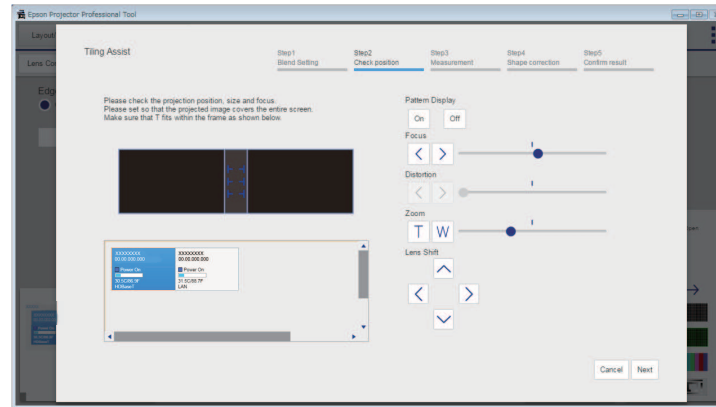 Epson Projector Professional Tool
Layout
Tiling Assist
Step1
Blend Setting
Step2
Check position
Step3
Measurement
Step4
Shape correction
Step5
Confirm result
Lens Co
Edg
Please check the projection position, size and focus.
Please set so that the projected image covers the entire screen.
Make sure that T fits within the frame as shown below.
Pattern Display
On
Off
Focus
Distortion
Zoom
T
W
Lens Shift
XXXXXXXX
00.00.000.000
Power On
LAN
XXXXXXXX
00.00.000.000
Power On
Cancel
Next